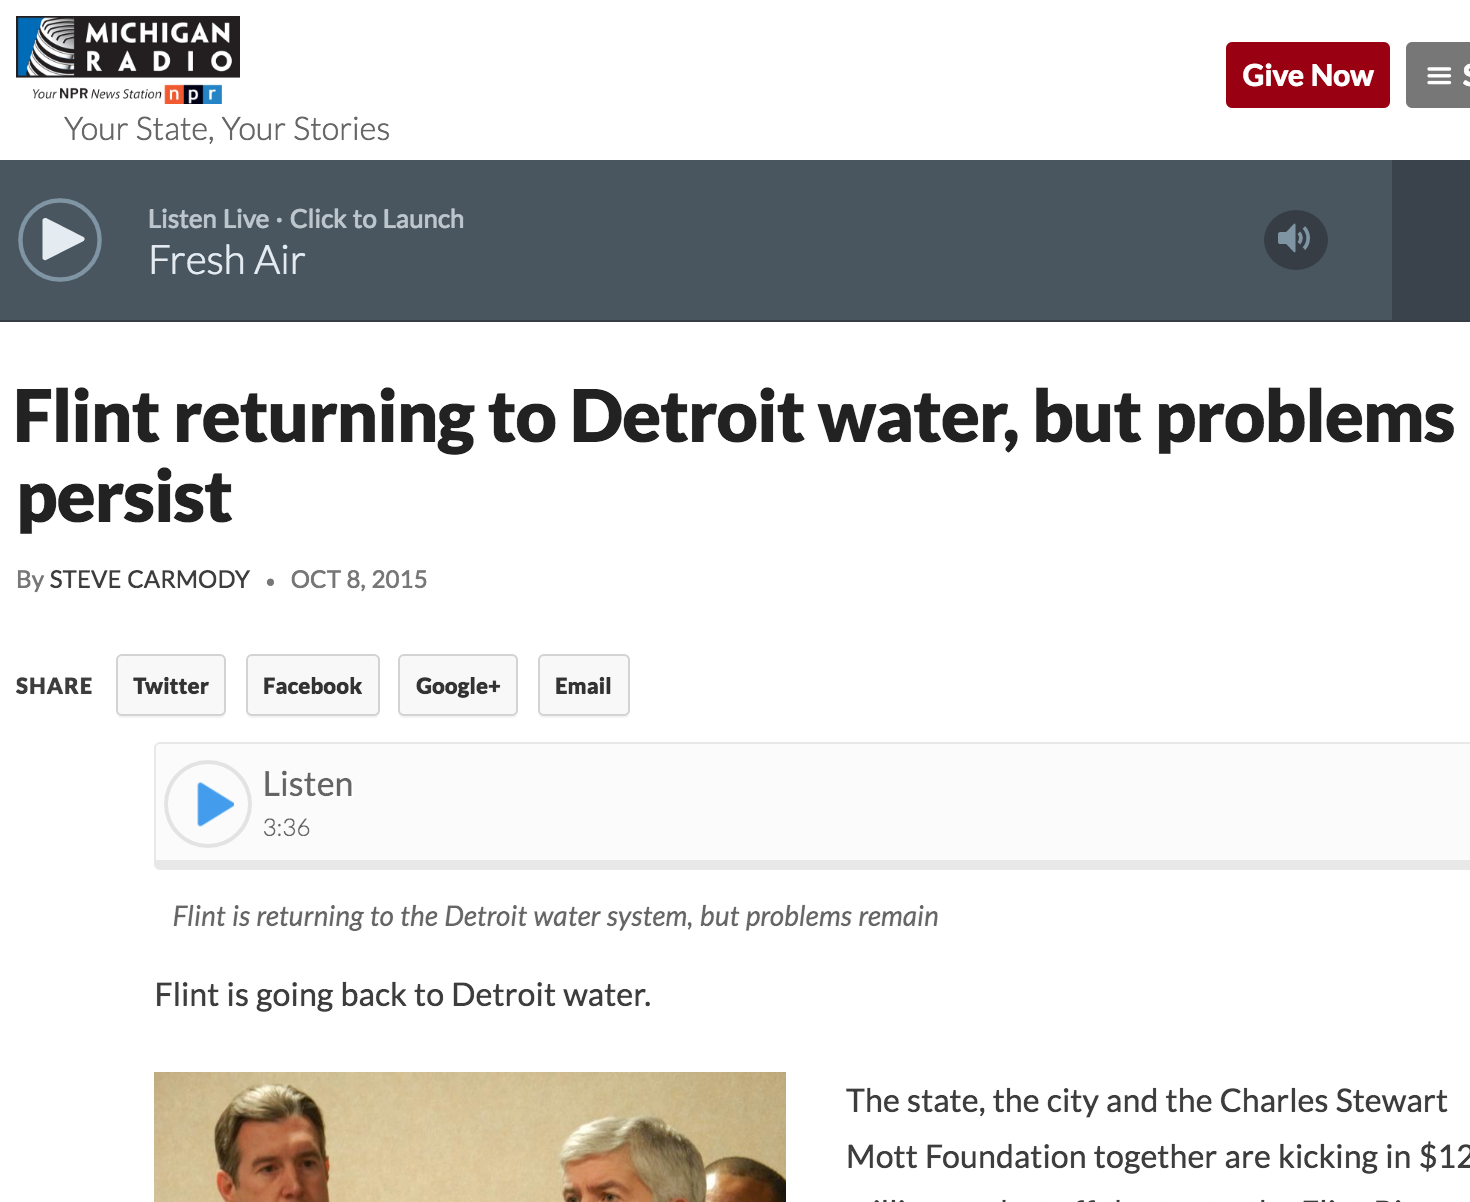 MICHIGAN
RADIO
Your NPR News Station n p r
Your State, Your Stories
Give Now
Listen Live · Click to Launch
Fresh Air
Flint returning to Detroit water, but problems
persist
By STEVE CARMODY • OCT 8, 2015
SHARE Twitter Facebook Google+ Email
Listen
3:36
Flint is returning to the Detroit water system, but problems remain
Flint is going back to Detroit water.
The state, the city and the Charles Stewart
Mott Foundation together are kicking in $12